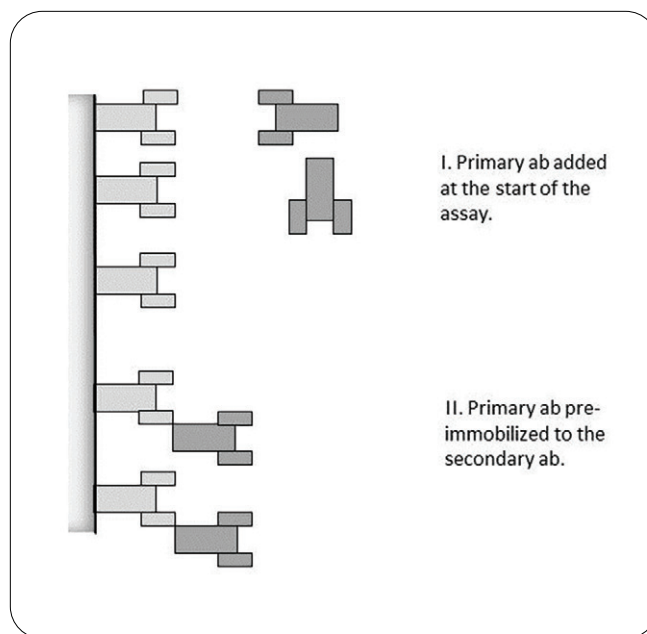 I. Primary ab added
at the start of the
assay.
II. Primary ab pre-
immobilized to the
secondary ab.